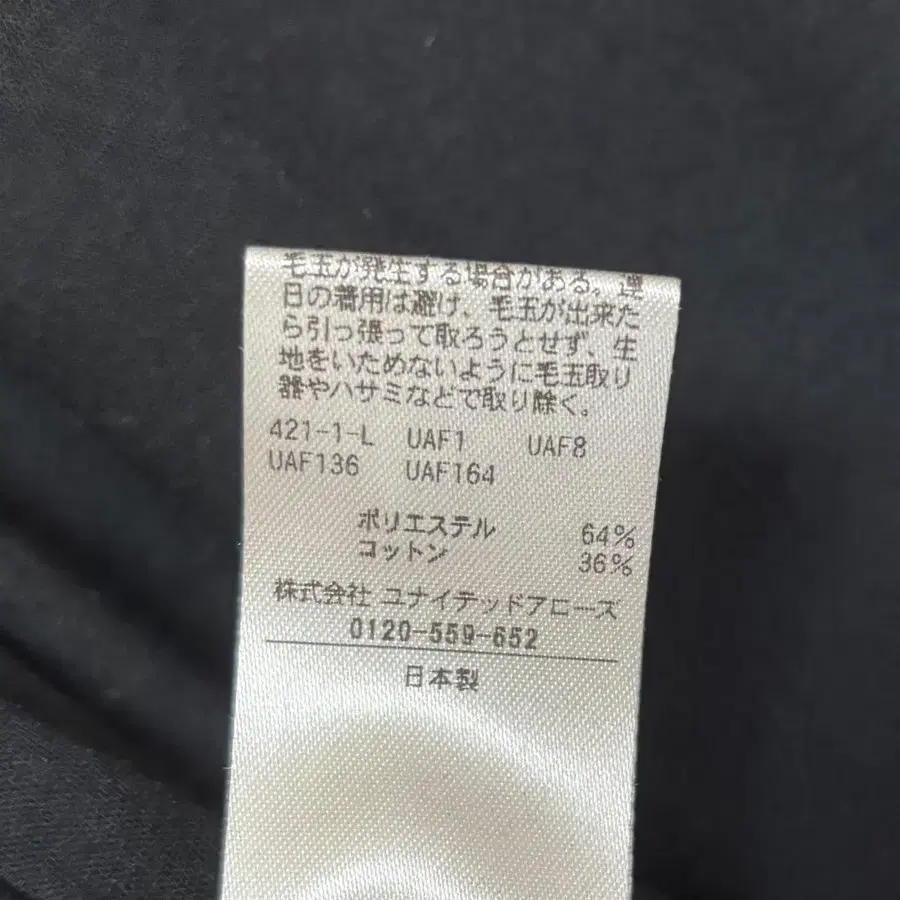 毛玉が発生する場合がある。連
日の着用は避け、毛玉が出来た
ら引っ張って取ろうとせず、生
地をいためないように毛玉取り
器やハサミなどで取り除く。
421-1-L UAF1 UAF8
UAF136 UAF164
ポリエステル 64%
コットン 36%
株式会社 ユナイテッドアローズ
0120-559-652
日本製